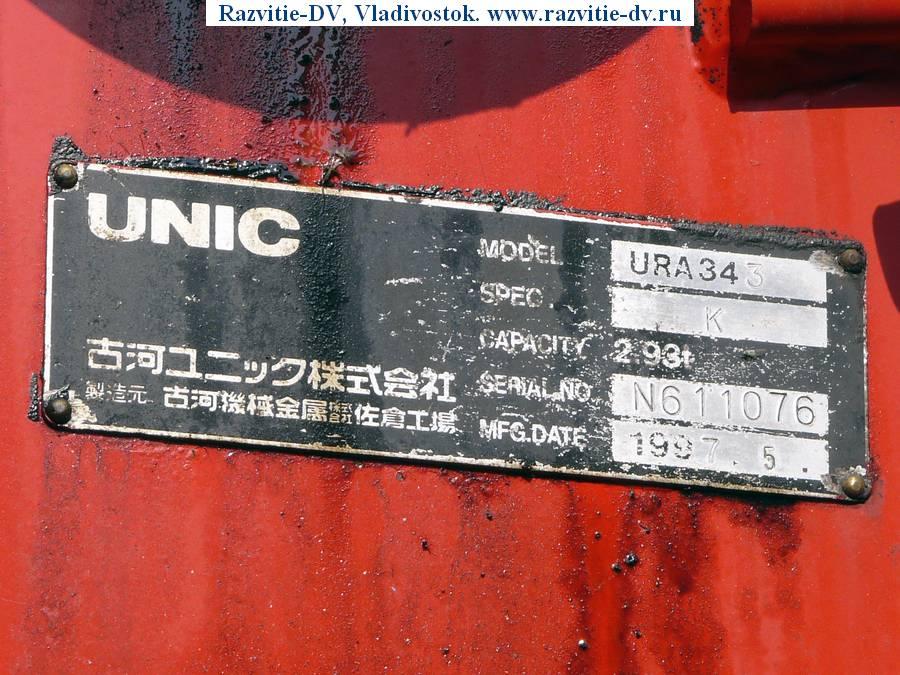 Razvitie-DV, Vladivostok. www.razvitie-dv.ru
UNIC
古河ユニック株式会社
製造元 古河機械金属株式会社佐倉工場
MODEL URA343
SPEC K
CAPACITY 2.93t
SERIAL NO N611076
MFG.DATE 1997.5.